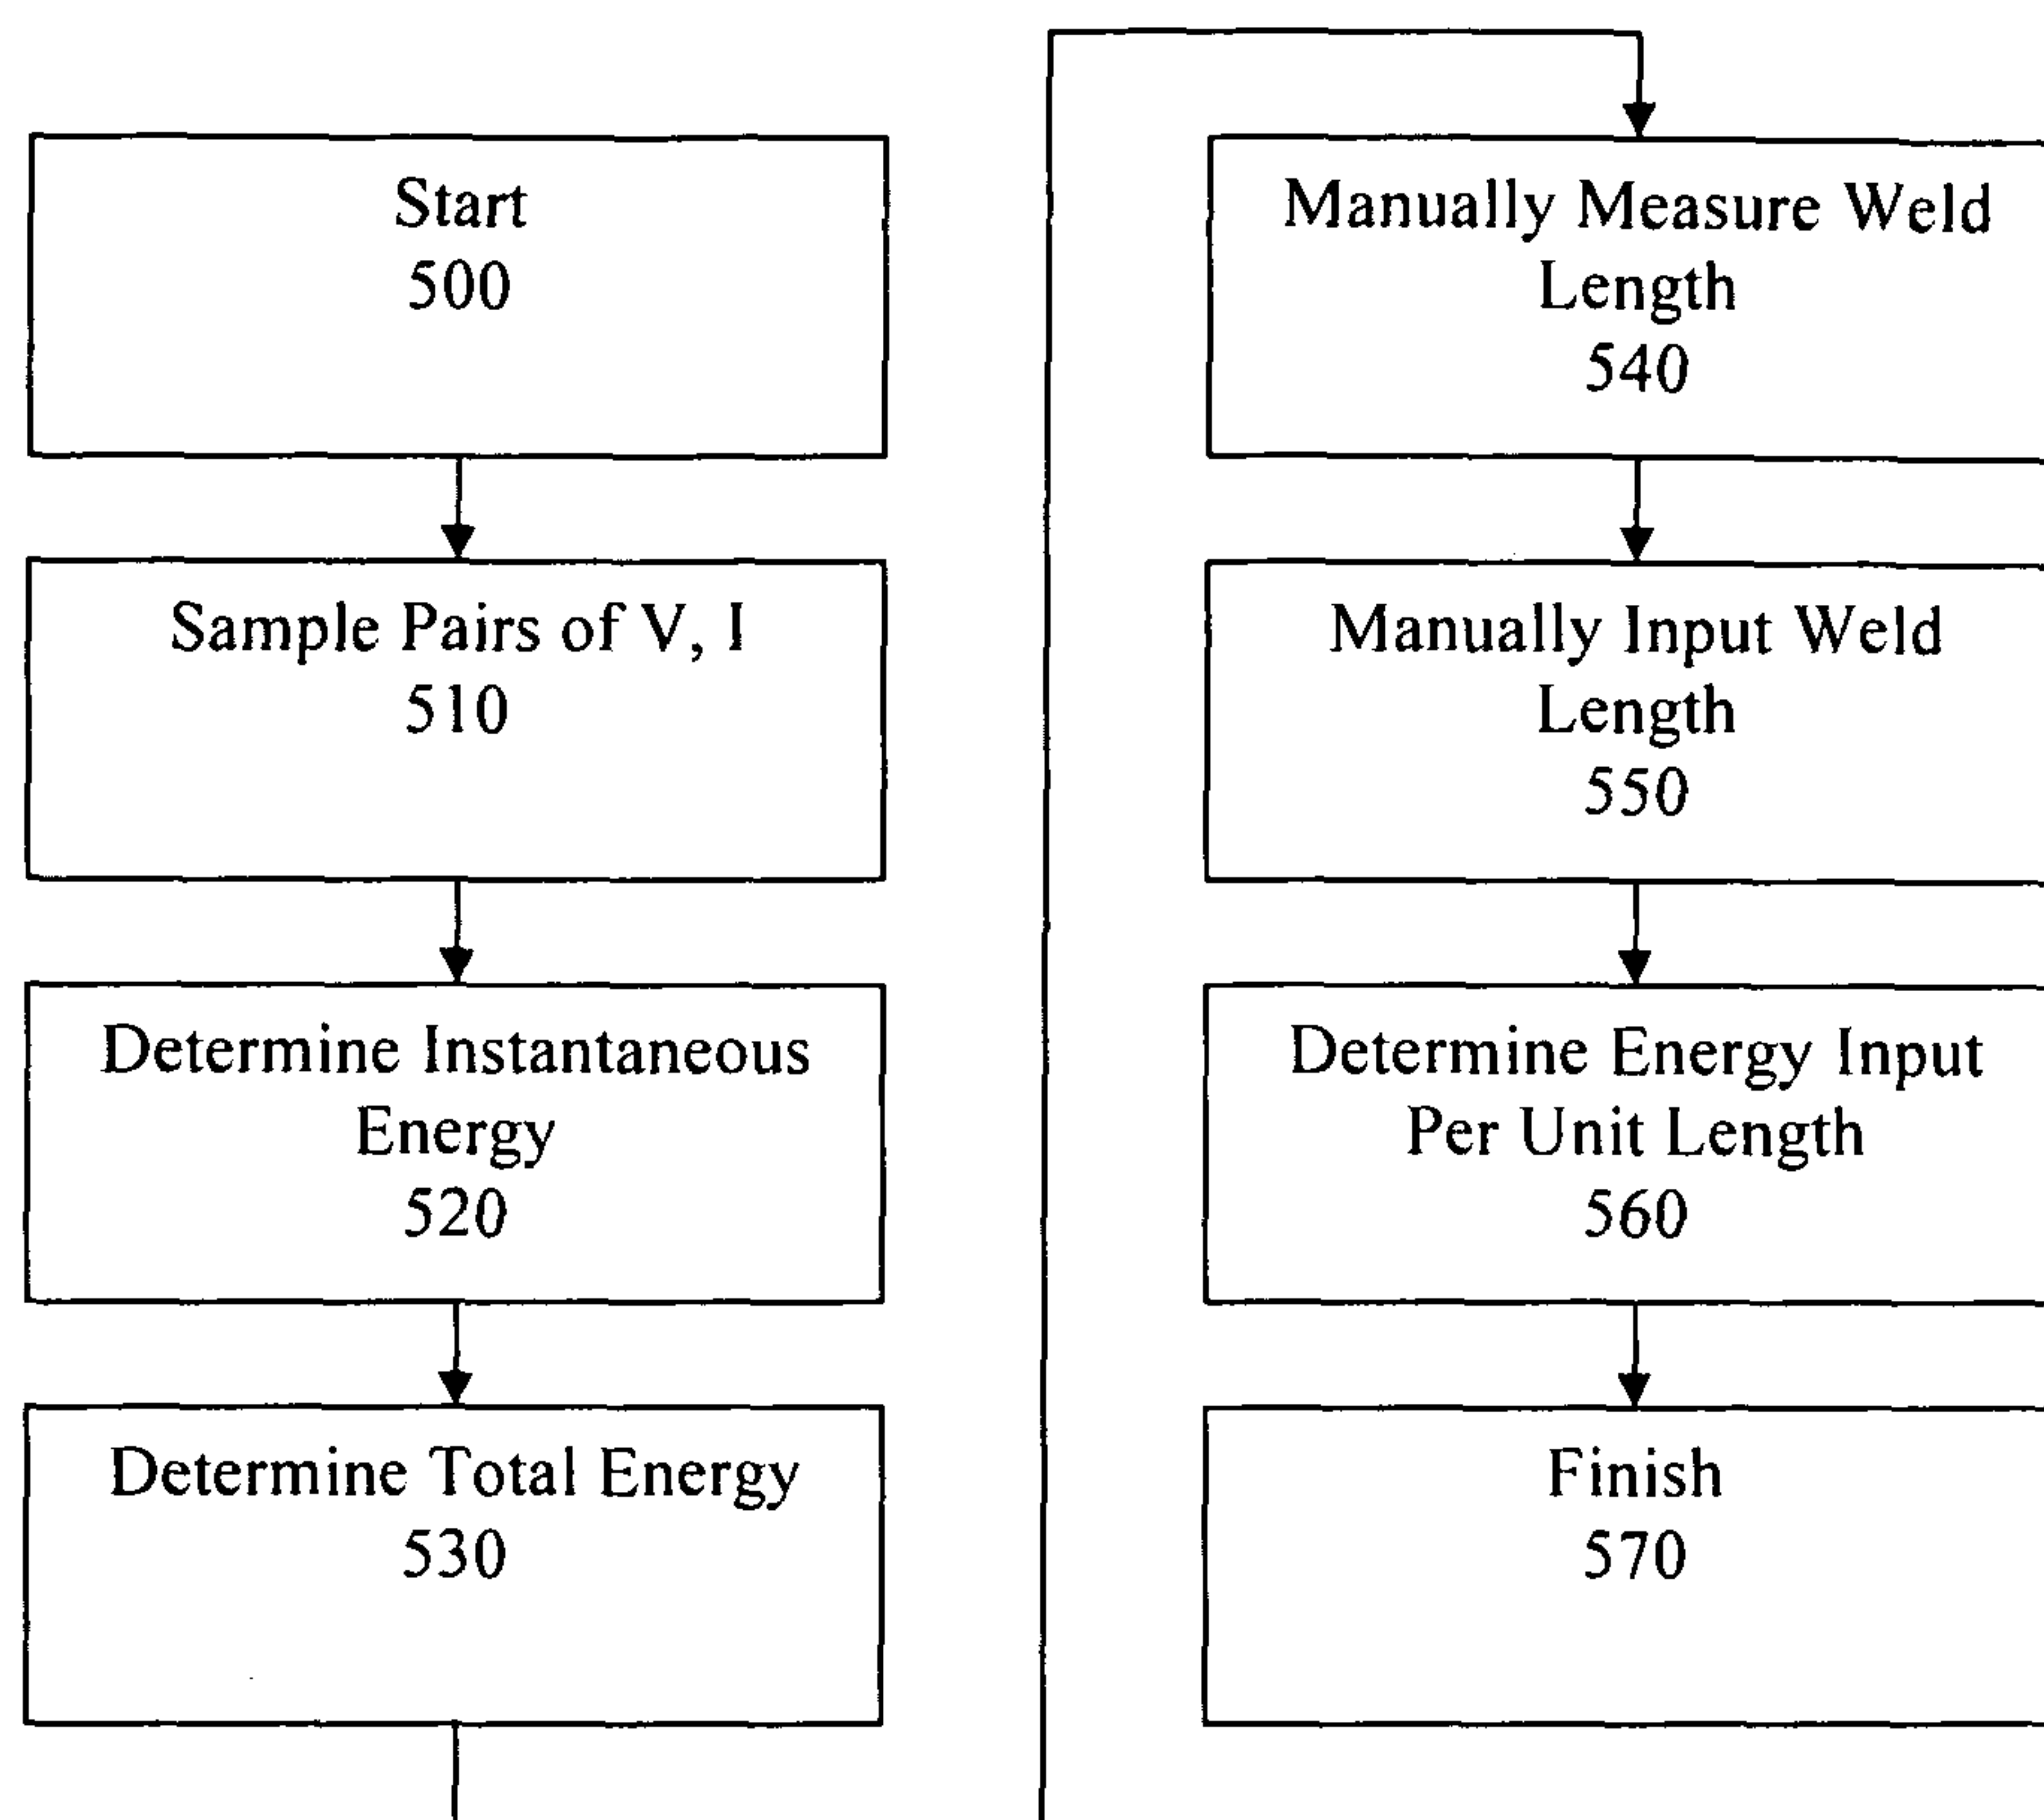 Start
500
Sample Pairs of V, I
510
Determine Instantaneous
Energy
520
Determine Total Energy
530
Manually Measure Weld
Length
540
Manually Input Weld
Length
550
Determine Energy Input
Per Unit Length
560
Finish
570